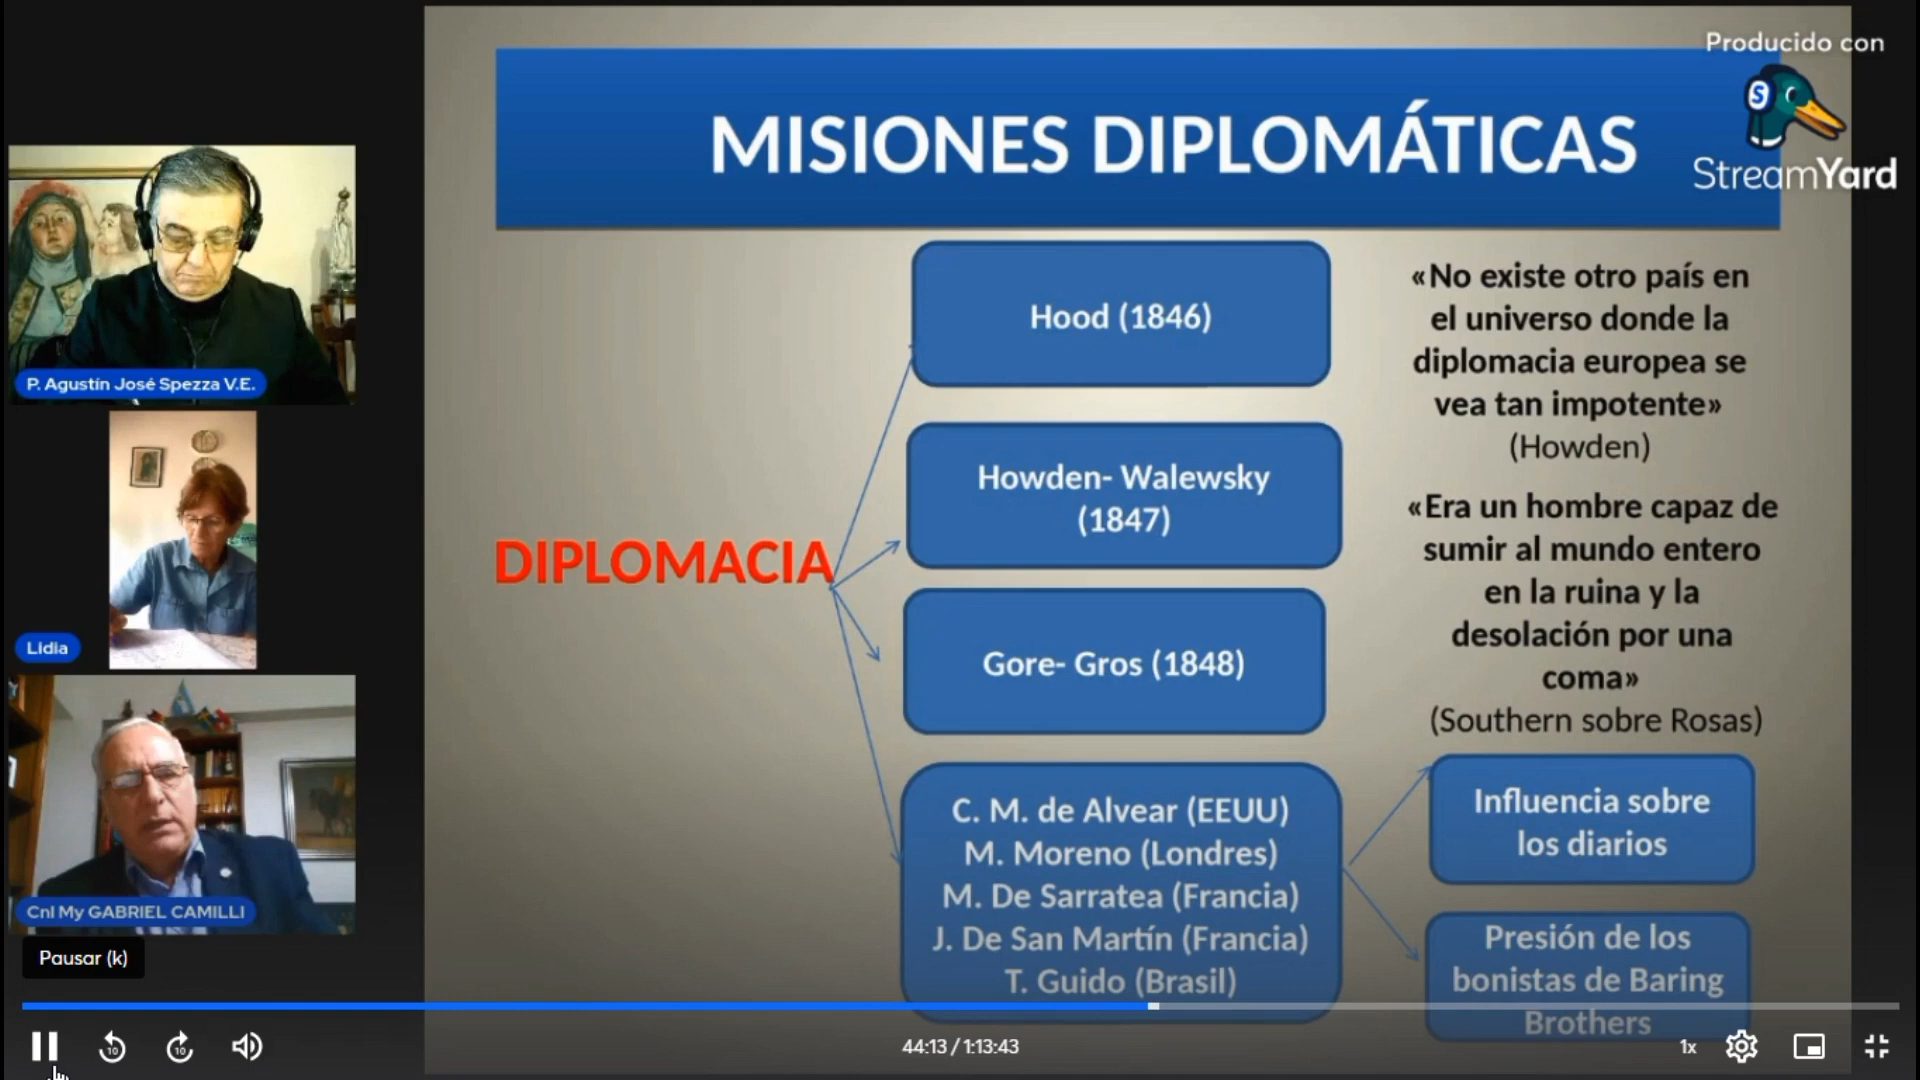 Producido con
StreamYard
MISIONES DIPLOMÁTICAS
P. Agustín José Spezza V.E.
Lidia
Cnl My GABRIEL CAMILLI
DIPLOMACIA
Hood (1846)
Howden- Walewsky
(1847)
Gore- Gros (1848)
C. M. de Alvear (EEUU)
M. Moreno (Londres)
M. De Sarratea (Francia)
J. De San Martín (Francia)
T. Guido (Brasil)
«No existe otro país en
el universo donde la
diplomacia europea se
vea tan impotente»
(Howden)
«Era un hombre capaz de
sumir al mundo entero
en la ruina y la
desolación por una
coma»
(Southern sobre Rosas)
Influencia sobre
los diarios
Presión de los
bonistas de Baring
Brothers
Pausar (k)
10
10
44:13 / 1:13:43
1x